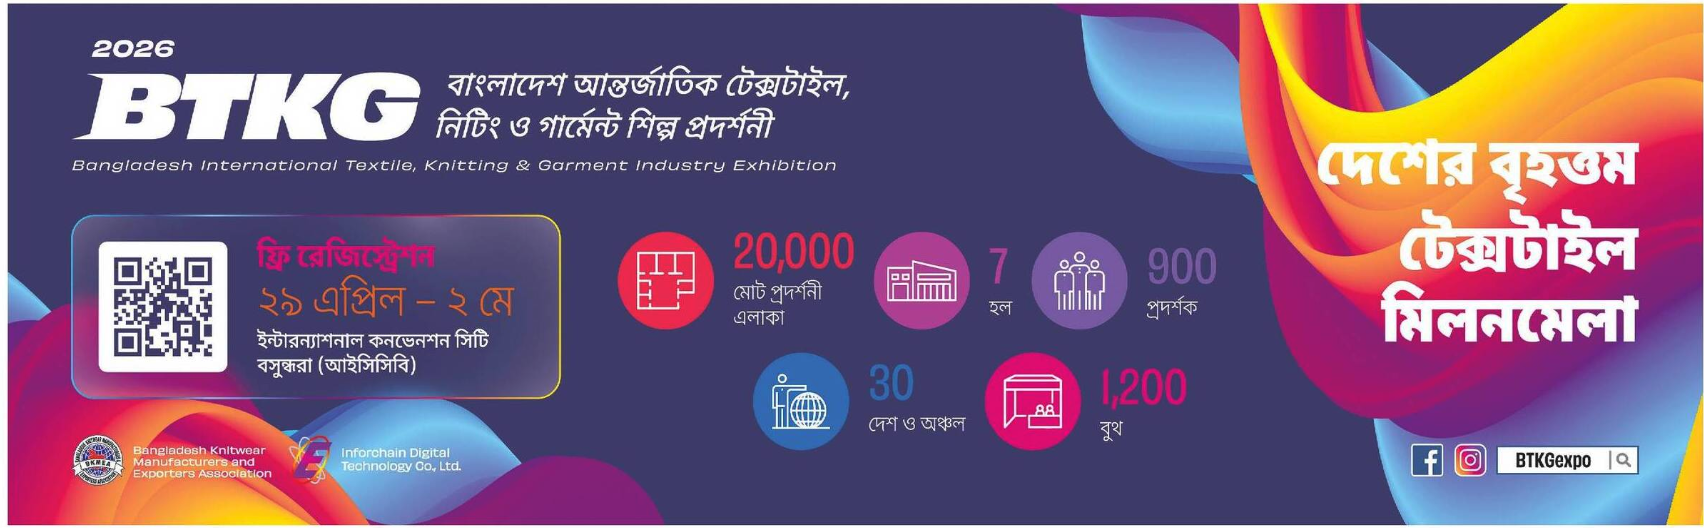 2026
BTKG
বাংলাদেশ আন্তর্জাতিক টেক্সটাইল,
নিটিং ও গার্মেন্ট শিল্প প্রদর্শনী
Bangladesh International Textile, Knitting & Garment Industry Exhibition
দেশের বৃহত্তম
টেক্সটাইল
মিলনমেলা
ফ্রি রেজিস্ট্রেশন
২৯ এপ্রিল – ২ মে
ইন্টারন্যাশনাল কনভেনশন সিটি
বসুন্ধরা (আইসিসিবি)
20,000
মোট প্রদর্শনী
এলাকা
7
হল
900
প্রদর্শক
30
দেশ ও অঞ্চল
1,200
বুথ
BKMEA
Bangladesh Knitwear
Manufacturers and
Exporters Association
Inforchain Digital
Technology Co., Ltd.
BTKGexpo